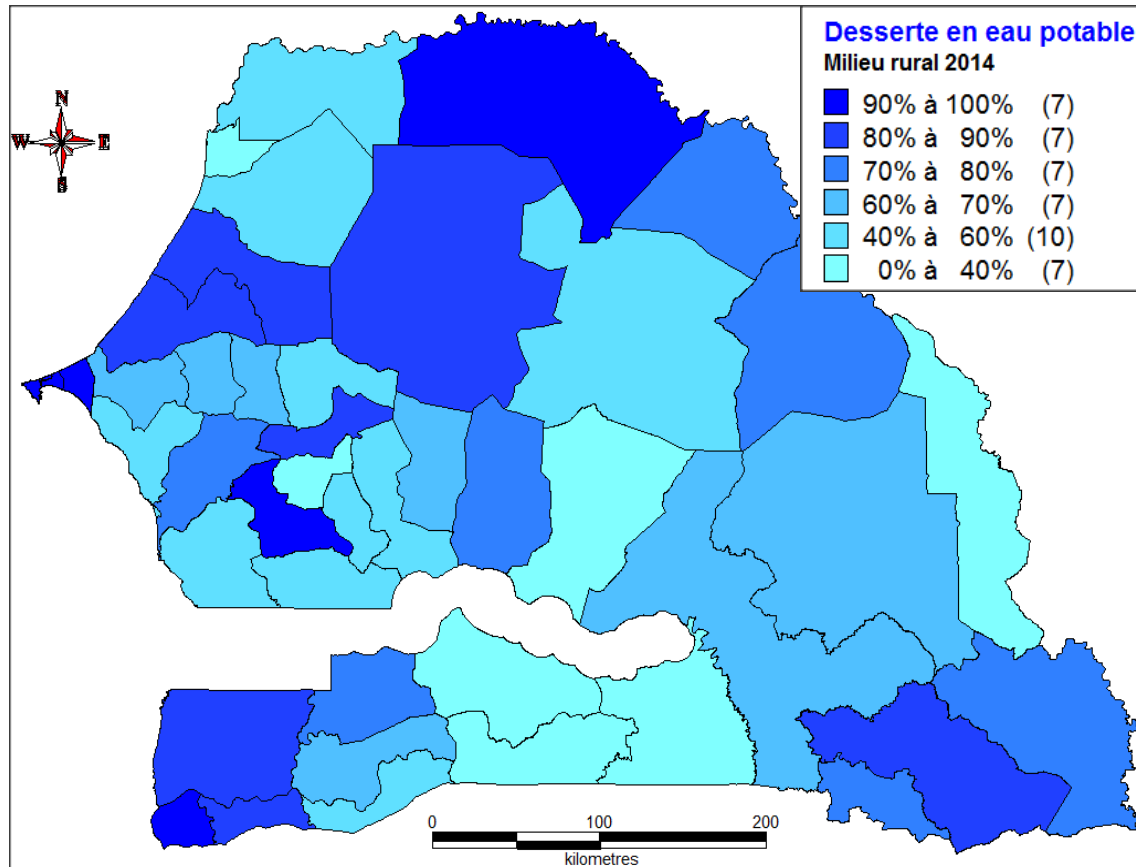 Desserte en eau potable
Milieu rural 2014
90% à 100% (7)
80% à 90% (7)
70% à 80% (7)
60% à 70% (7)
40% à 60% (10)
0% à 40% (7)
N
W E
S
0 100 200
kilometres